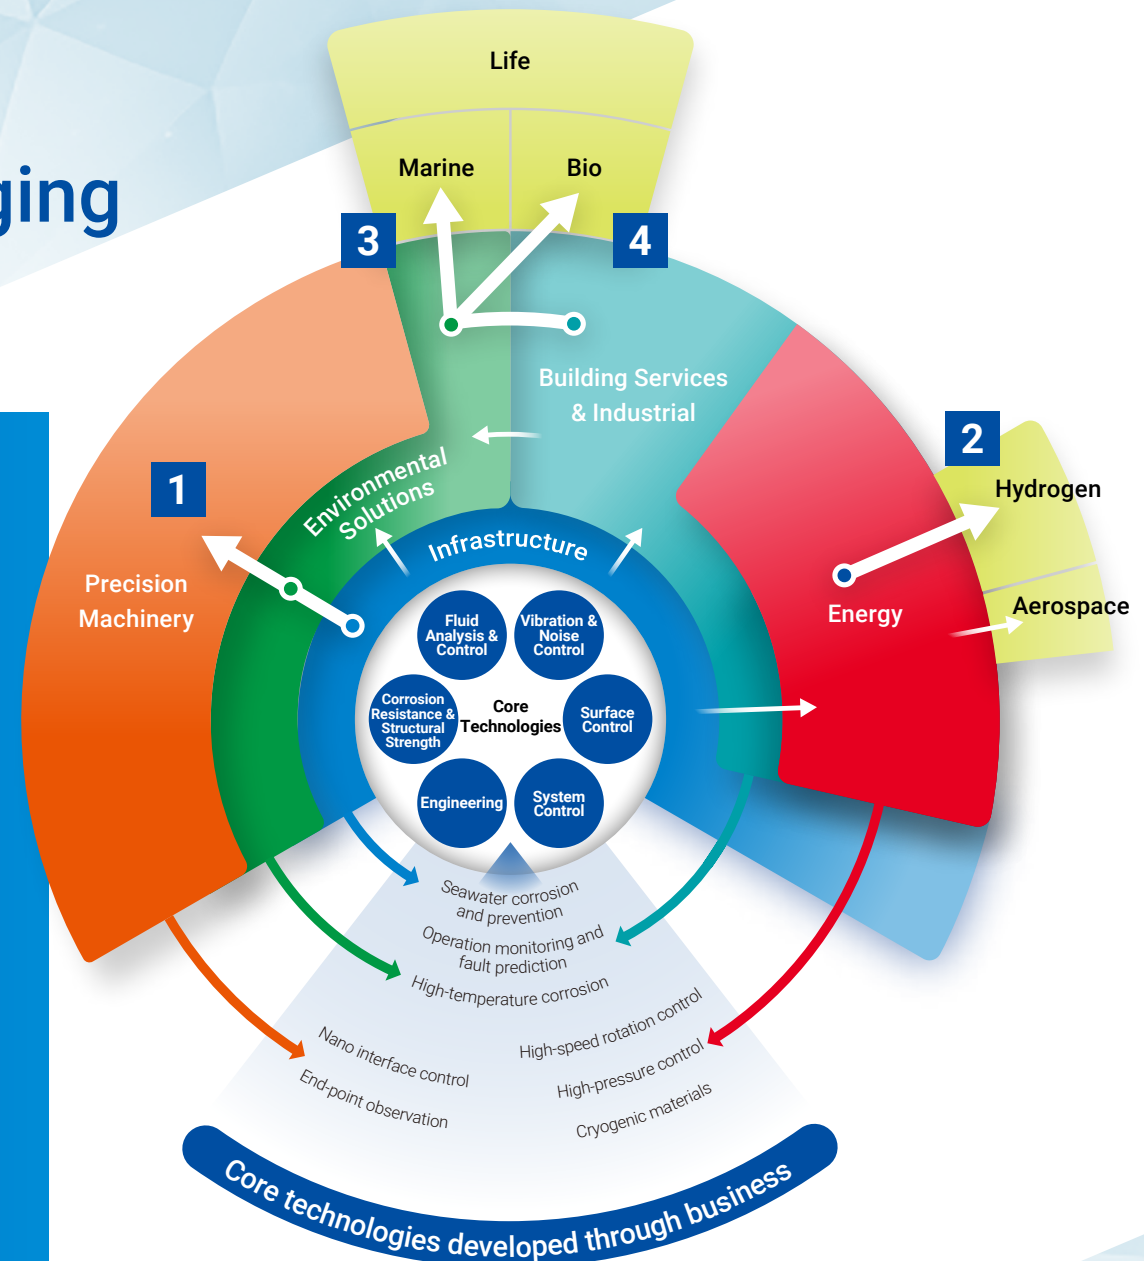 ging
Life
Marine
Bio
3
4
Building Services
& Industrial
2
Hydrogen
1
Environmental
Solutions
Infrastructure
Precision
Machinery
Energy
Aerospace
Fluid
Analysis &
Control
Vibration &
Noise
Control
Corrosion
Resistance &
Structural
Strength
Core
Technologies
Surface
Control
Engineering
System
Control
Seawater corrosion
and prevention
Operation monitoring and
fault prediction
High-temperature corrosion
Nano interface control
End-point observation
High-speed rotation control
High-pressure control
Cryogenic materials
Core technologies developed through business